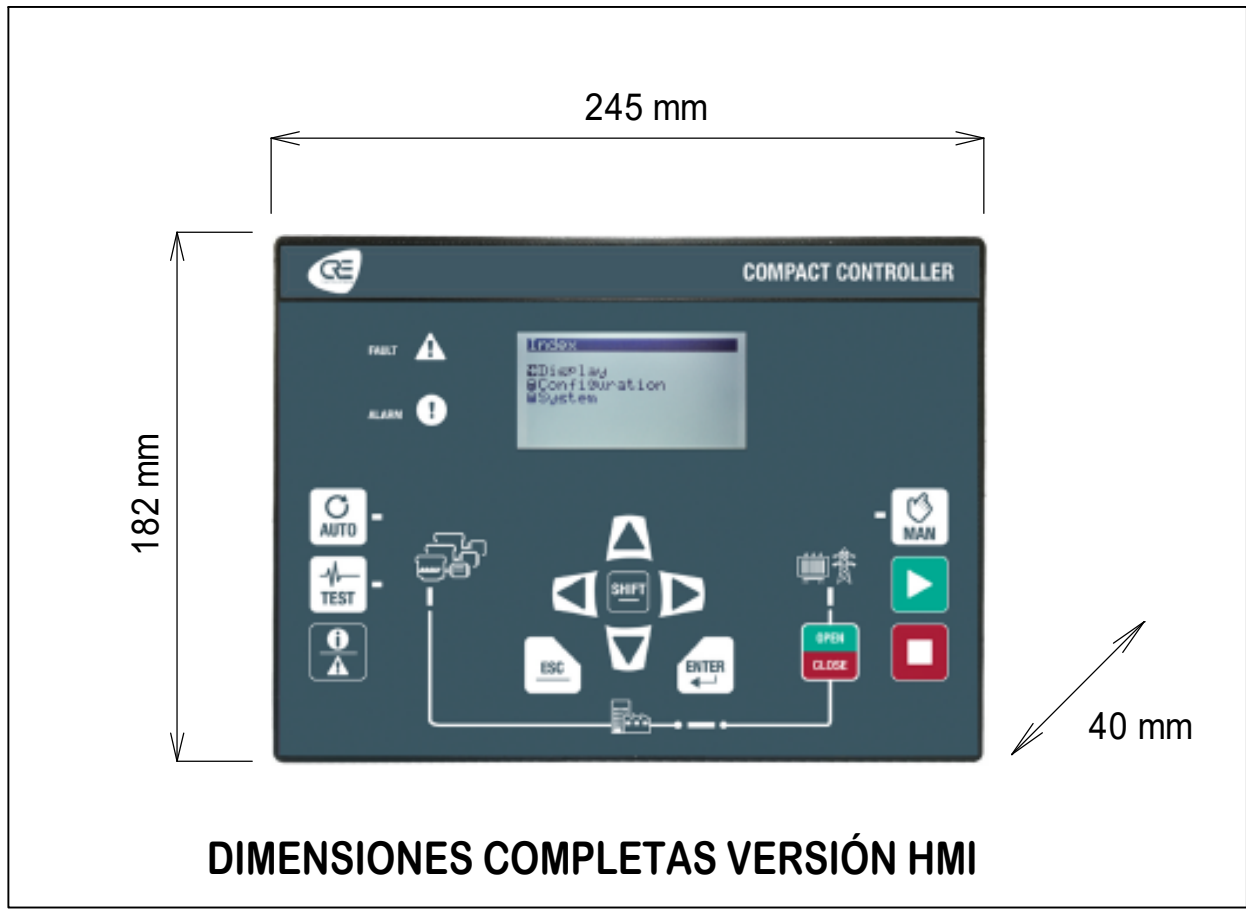 245 mm
CRE
COMPACT CONTROLLER
FAULT
Index
Display
Configuration
System
ALARM
182 mm
AUTO
MAN
TEST
SHIFT
OPEN
CLOSE
ESC
ENTER
40 mm
DIMENSIONES COMPLETAS VERSIÓN HMI